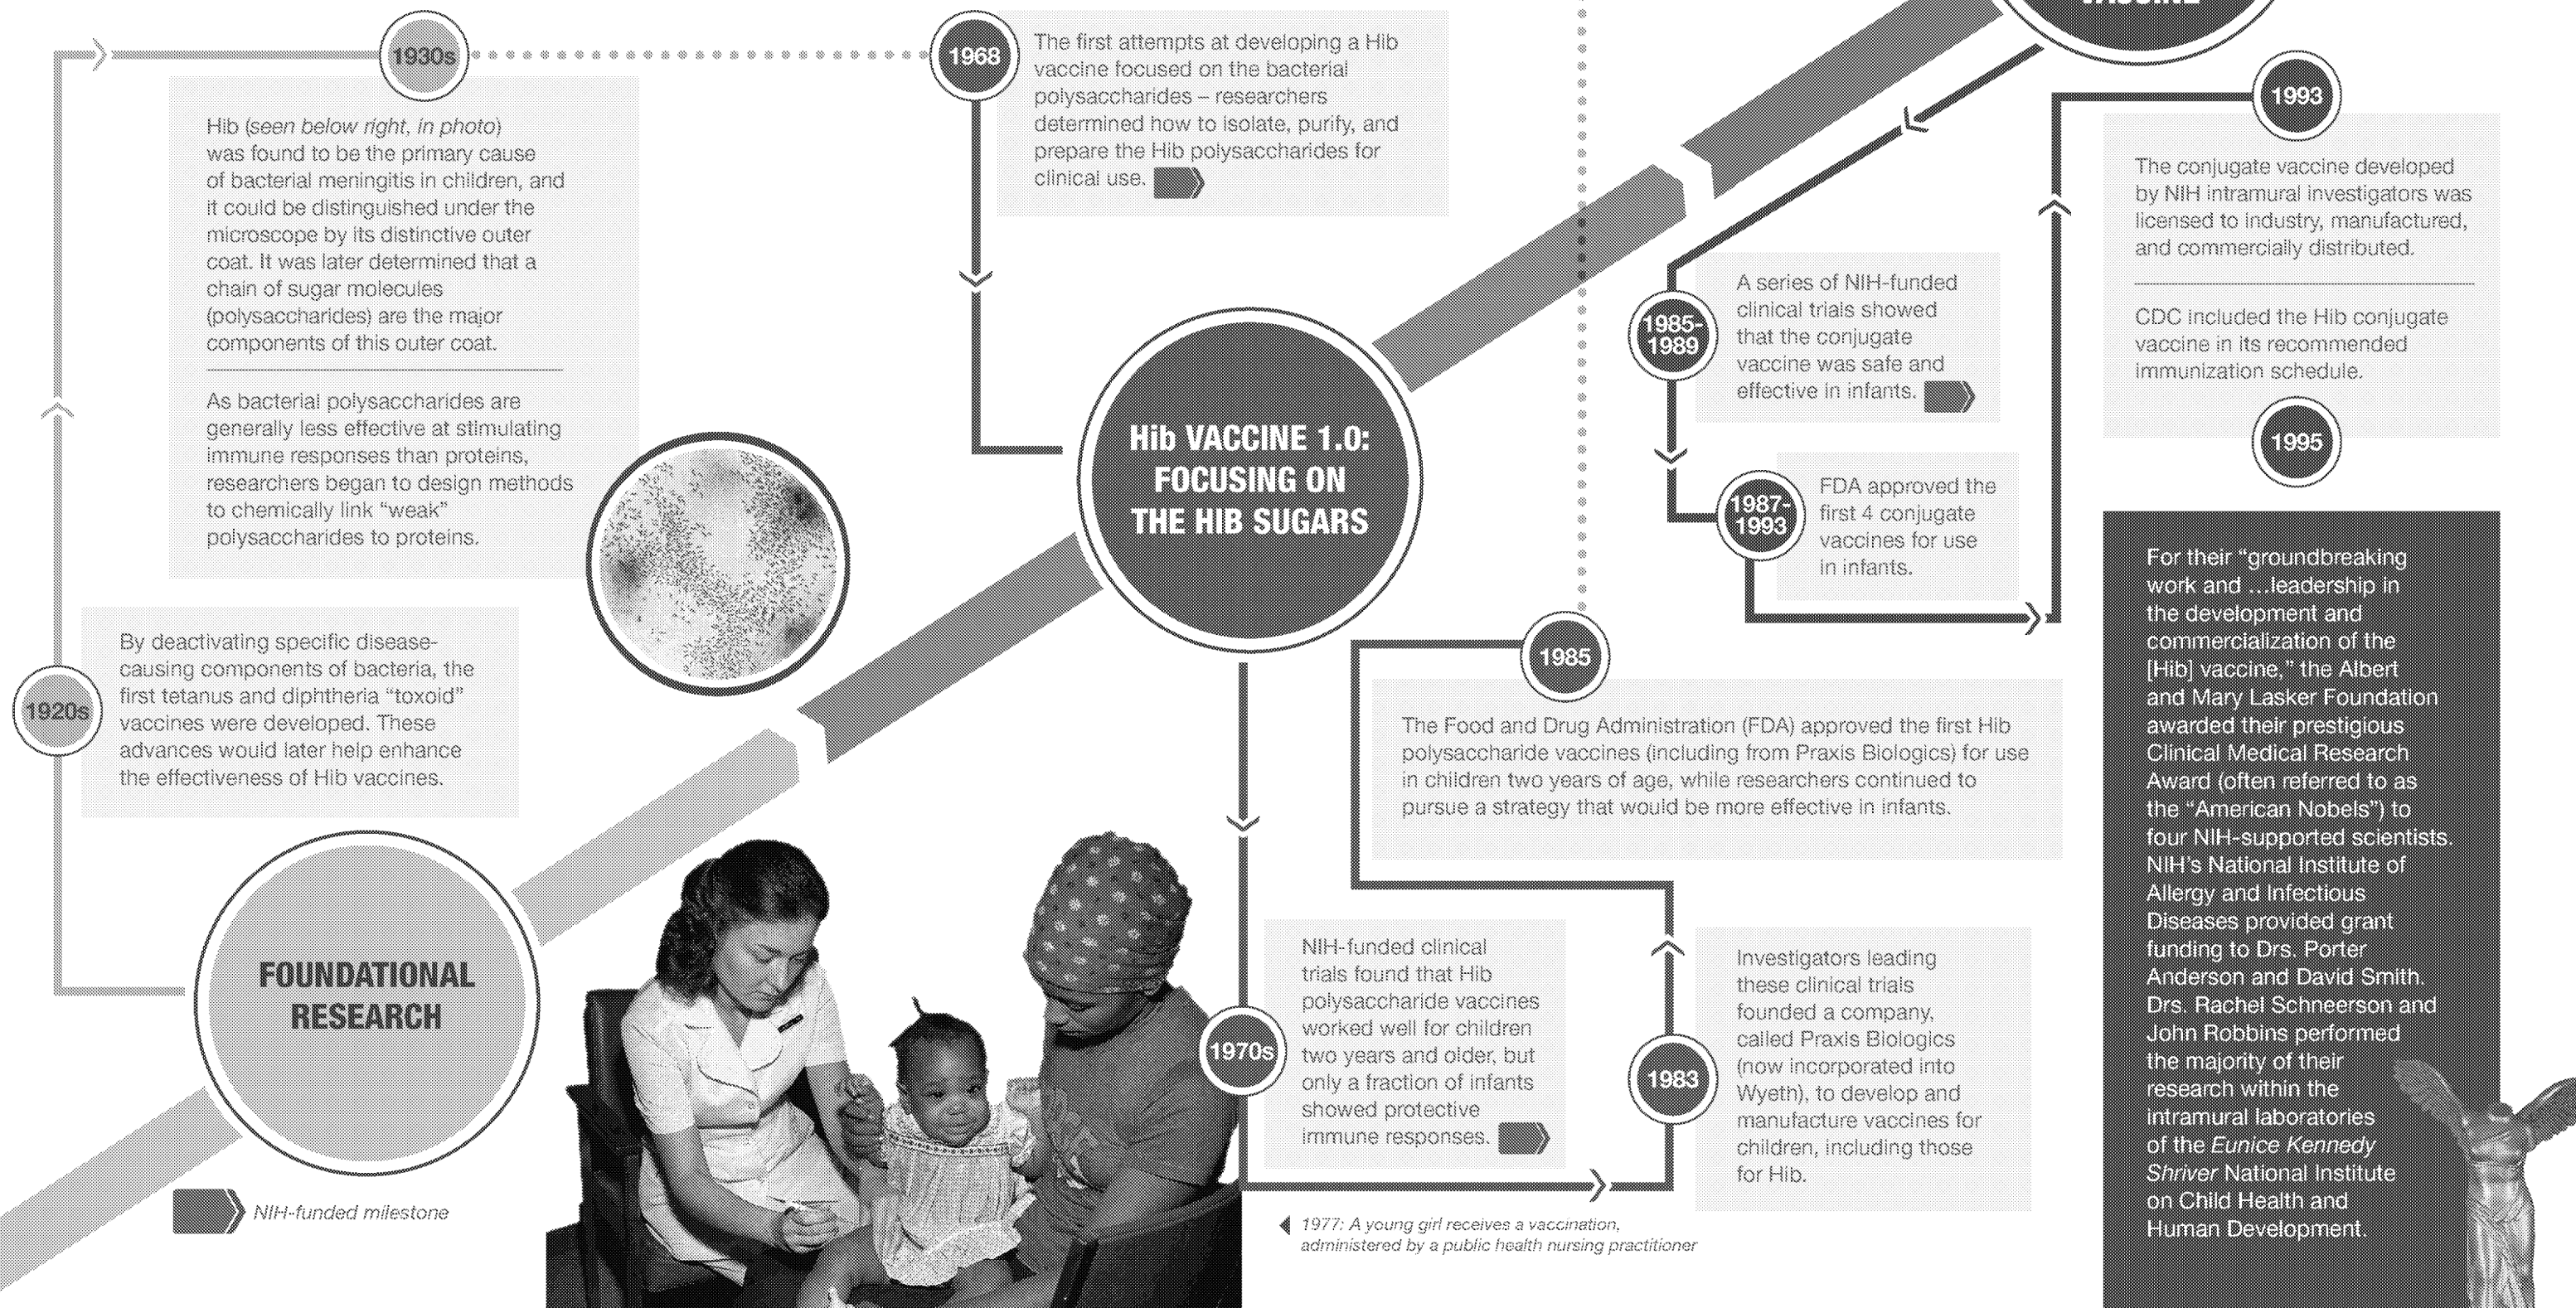 FOUNDATIONAL
RESEARCH
NIH-funded milestone
1920s
By deactivating specific disease-
causing components of bacteria, the
first tetanus and diphtheria “toxoid”
vaccines were developed. These
advances would later help enhance
the effectiveness of Hib vaccines.
1930s
Hib (seen below right, in photo)
was found to be the primary cause
of bacterial meningitis in children, and
it could be distinguished under the
microscope by its distinctive outer
coat. It was later determined that a
chain of sugar molecules
(polysaccharides) are the major
components of this outer coat.
As bacterial polysaccharides are
generally less effective at stimulating
immune responses than proteins,
researchers began to design methods
to chemically link “weak”
polysaccharides to proteins.
1968
The first attempts at developing a Hib
vaccine focused on the bacterial
polysaccharides – researchers
determined how to isolate, purify, and
prepare the Hib polysaccharides for
clinical use.
Hib VACCINE 1.0:
FOCUSING ON
THE HIB SUGARS
1970s
NIH-funded clinical
trials found that Hib
polysaccharide vaccines
worked well for children
two years and older, but
only a fraction of infants
showed protective
immune responses.
1977: A young girl receives a vaccination,
administered by a public health nursing practitioner
1983
Investigators leading
these clinical trials
founded a company,
called Praxis Biologics
(now incorporated into
Wyeth), to develop and
manufacture vaccines for
children, including those
for Hib.
1985
The Food and Drug Administration (FDA) approved the first Hib
polysaccharide vaccines (including from Praxis Biologics) for use
in children two years of age, while researchers continued to
pursue a strategy that would be more effective in infants.
1985-
1989
A series of NIH-funded
clinical trials showed
that the conjugate
vaccine was safe and
effective in infants.
1987-
1993
FDA approved the
first 4 conjugate
vaccines for use
in infants.
1993
The conjugate vaccine developed
by NIH intramural investigators was
licensed to industry, manufactured,
and commercially distributed.
CDC included the Hib conjugate
vaccine in its recommended
immunization schedule.
1995
For their “groundbreaking
work and ...leadership in
the development and
commercialization of the
[Hib] vaccine,” the Albert
and Mary Lasker Foundation
awarded their prestigious
Clinical Medical Research
Award (often referred to as
the “American Nobels”) to
four NIH-supported scientists.
NIH’s National Institute of
Allergy and Infectious
Diseases provided grant
funding to Drs. Porter
Anderson and David Smith.
Drs. Rachel Schneerson and
John Robbins performed
the majority of their
research within the
intramural laboratories
of the Eunice Kennedy
Shriver National Institute
on Child Health and
Human Development.